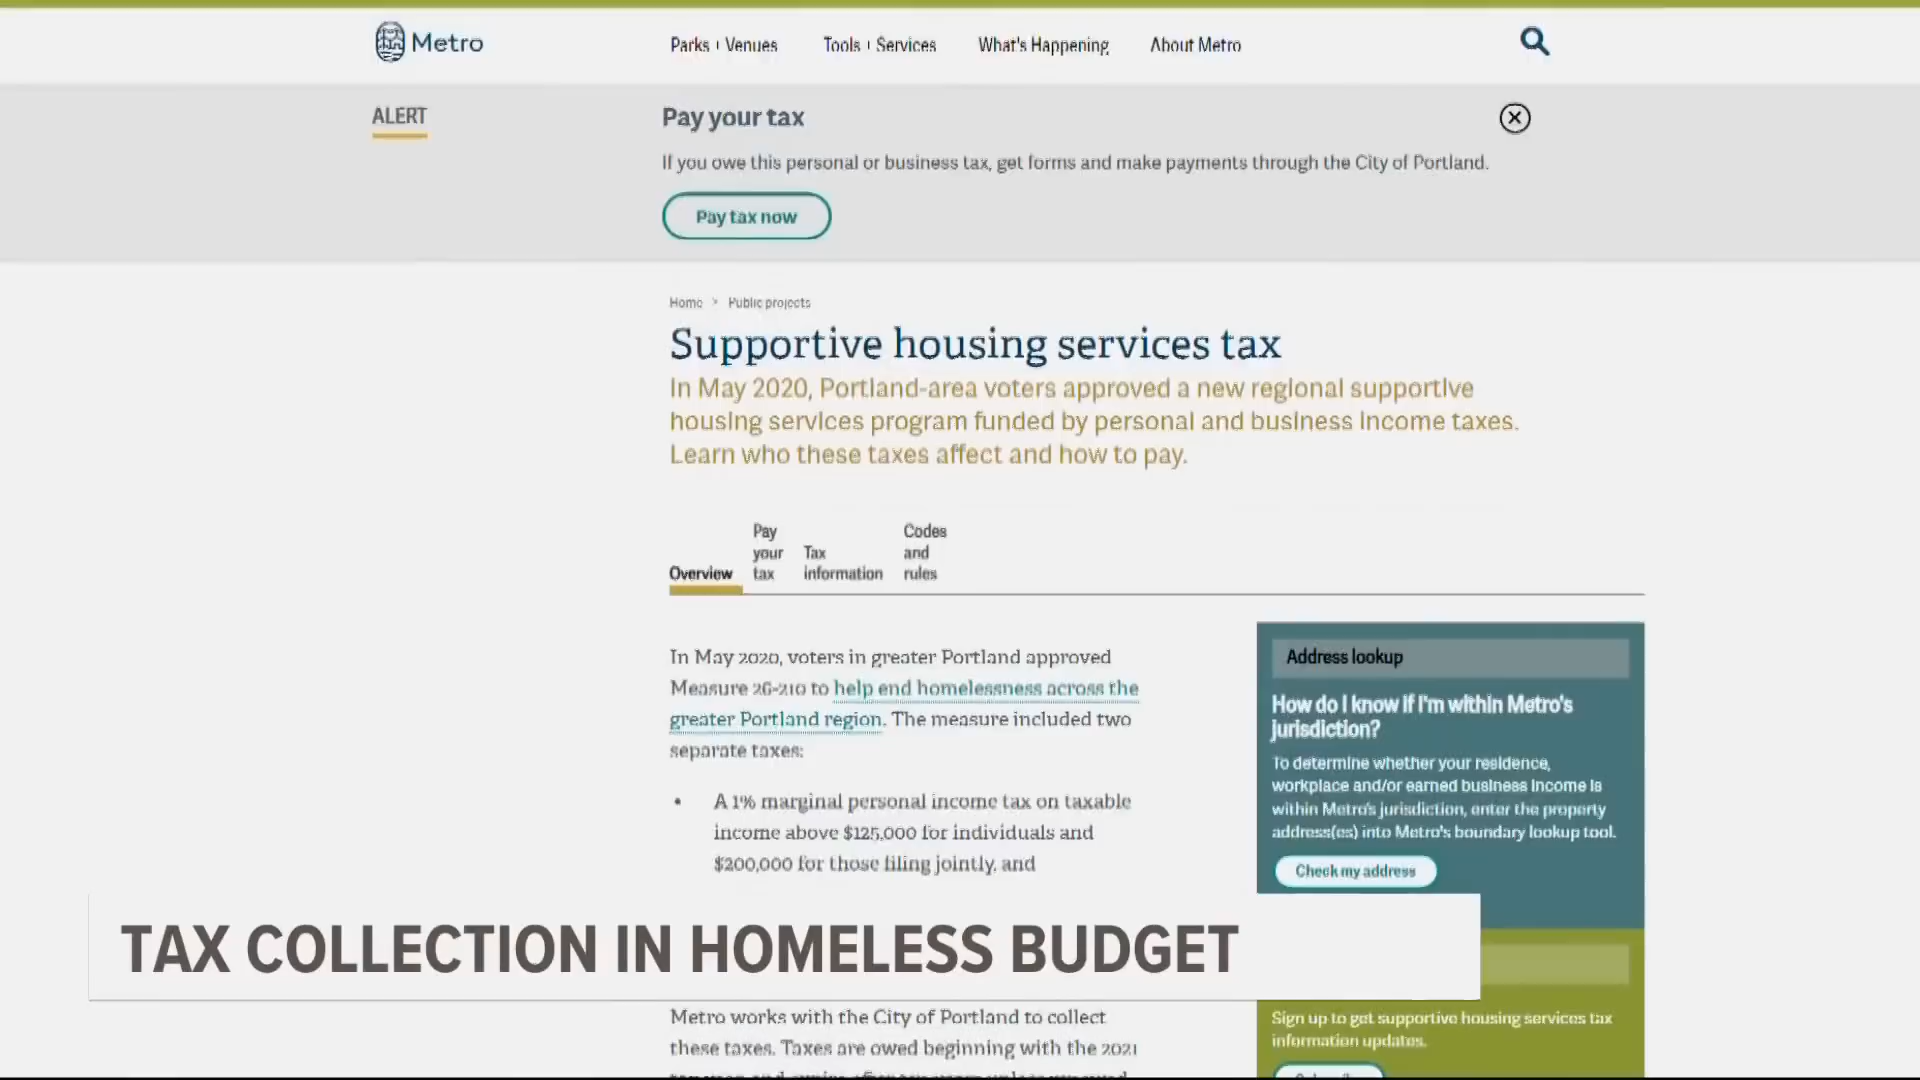 Metro
Parks + Venues
Tools + Services
What's Happening
About Metro
ALERT
Pay your tax
If you owe this personal or business tax, get forms and make payments through the City of Portland.
Pay tax now
Home > Public projects
Supportive housing services tax
In May 2020, Portland-area voters approved a new regional supportive
housing services program funded by personal and business income taxes.
Learn who these taxes affect and how to pay.
Overview
Pay
your
tax
Tax
information
Codes
and
rules
In May 2020, voters in greater Portland approved
Measure 26-210 to help end homelessness across the
greater Portland region. The measure included two
separate taxes:
• A 1% marginal personal income tax on taxable
income above $125,000 for individuals and
$200,000 for those filing jointly, and
Address lookup
How do I know if I'm within Metro's
jurisdiction?
To determine whether your residence,
workplace and/or earned business income is
within Metro's jurisdiction, enter the property
address(es) into Metro's boundary lookup tool.
Check my address
TAX COLLECTION IN HOMELESS BUDGET
Metro works with the City of Portland to collect
these taxes. Taxes are owed beginning with the 2021
Sign up to get supportive housing services tax
information updates.